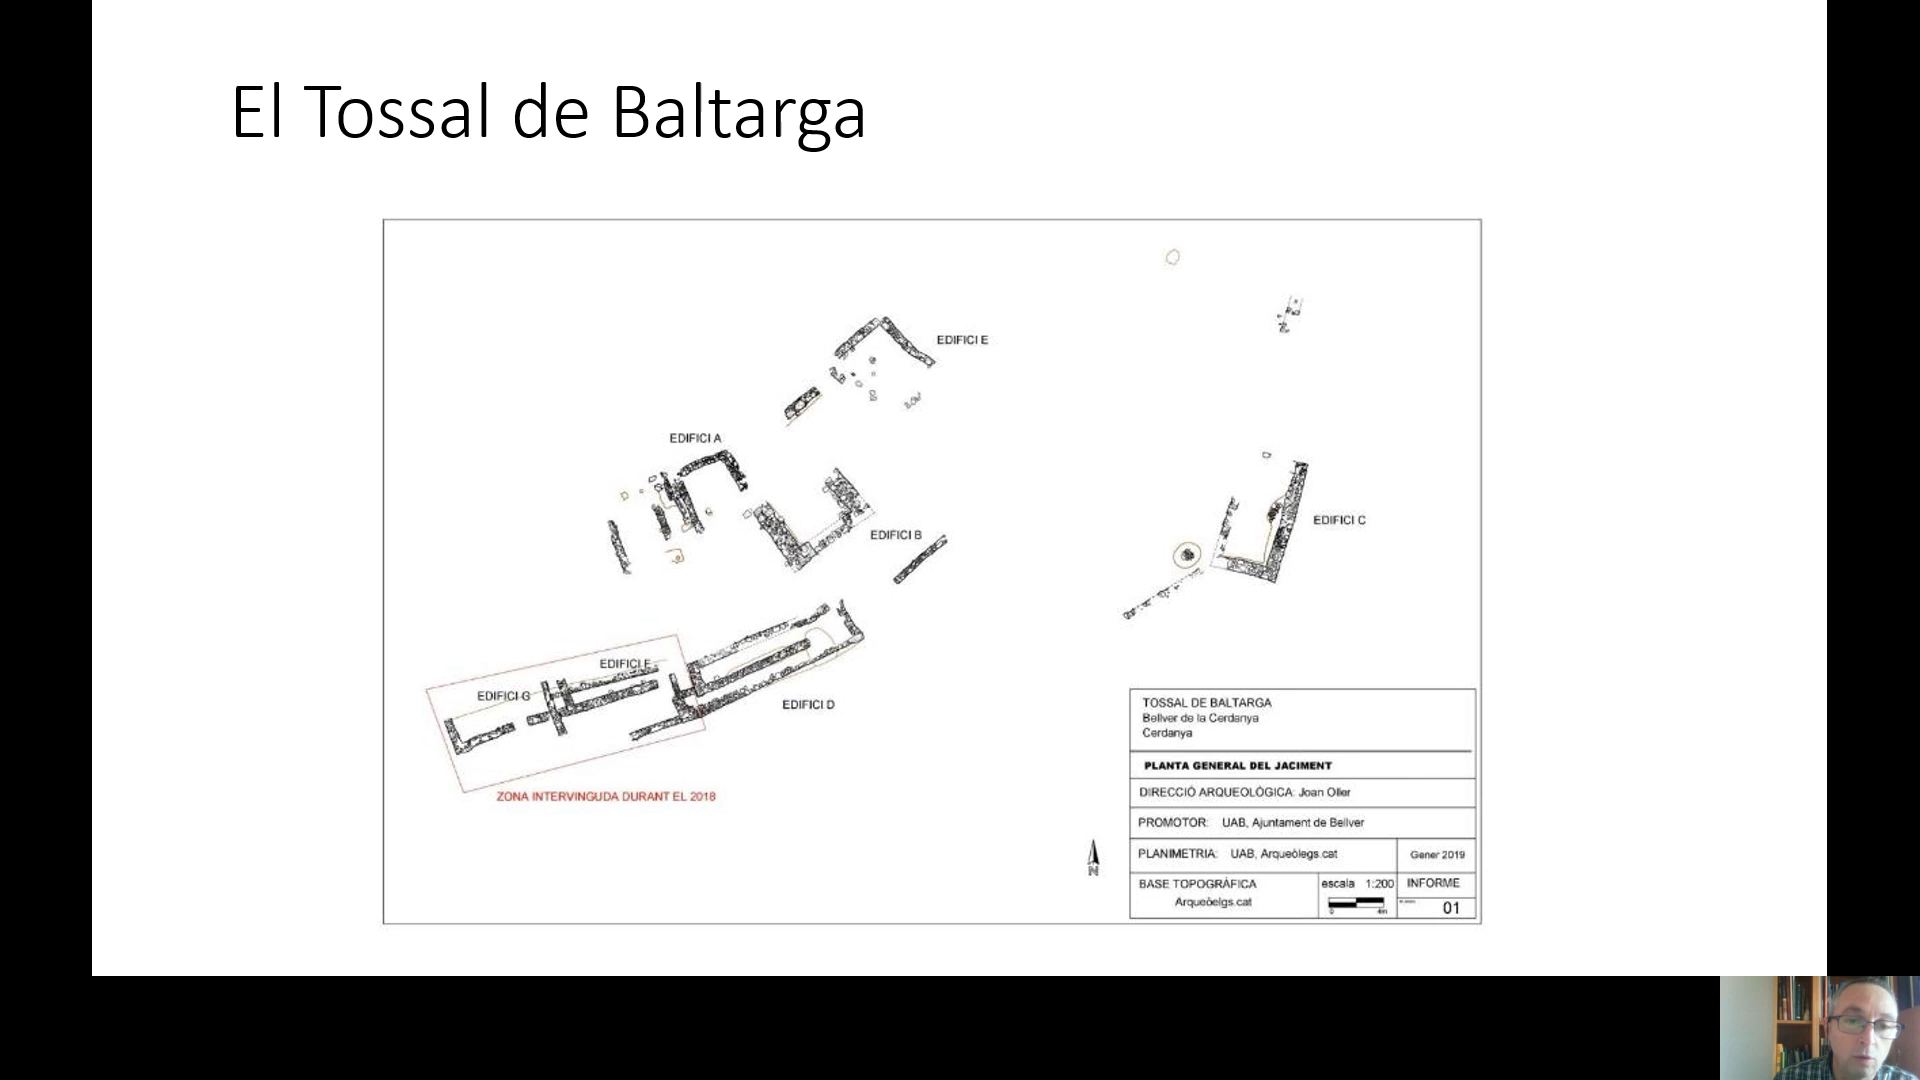 El Tossal de Baltarga
EDIFICI E
EDIFICI A
EDIFICI B
EDIFICI C
EDIFICI F
EDIFICI G
EDIFICI D
ZONA INTERVINGUDA DURANT EL 2018
N
TOSSAL DE BALTARGA
Bellver de la Cerdanya
Cerdanya
PLANTA GENERAL DEL JACIMENT
DIRECCIÓ ARQUEOLÒGICA: Joan Oller
PROMOTOR: UAB, Ajuntament de Bellver
PLANIMETRIA: UAB, Arqueòlegs.cat
Gener 2019
BASE TOPOGRÀFICA
Arqueòelgs.cat
escala 1:200
0 4m
INFORME
01